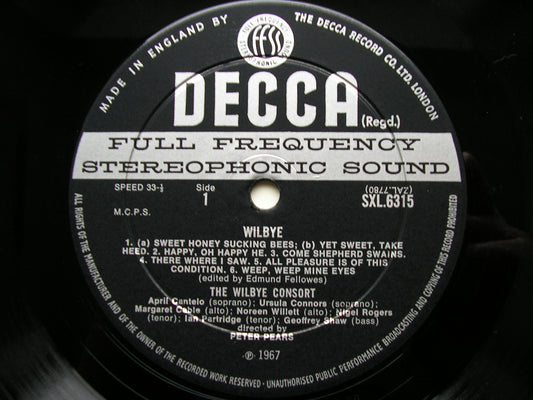 MADE IN ENGLAND BY THE DECCA RECORD CO. LTD. LONDON
FULL FREQUENCY
ffss
DECCA (Regd.)
FULL FREQUENCY
STEREOPHONIC SOUND
SPEED 33-⅓
Side
1
(ZAL.7780)
SXL.6315
M.C.P.S.
WILBYE
1. (a) SWEET HONEY SUCKING BEES; (b) YET SWEET, TAKE
HEED. 2. HAPPY, OH HAPPY HE. 3. COME SHEPHERD SWAINS.
4. THERE WHERE I SAW. 5. ALL PLEASURE IS OF THIS
CONDITION. 6. WEEP, WEEP MINE EYES
(edited by Edmund Fellowes)
THE WILBYE CONSORT
April Cantelo (soprano); Ursula Connors (soprano);
Margaret Cable (alto); Noreen Willett (alto); Nigel Rogers
(tenor); Ian Partridge (tenor); Geoffrey Shaw (bass)
directed by
PETER PEARS
℗ 1967
ALL RIGHTS OF THE MANUFACTURER AND OF THE OWNER OF THE RECORDED WORK RESERVED · UNAUTHORISED PUBLIC PERFORMANCE BROADCASTING AND COPYING OF THIS RECORD PROHIBITED